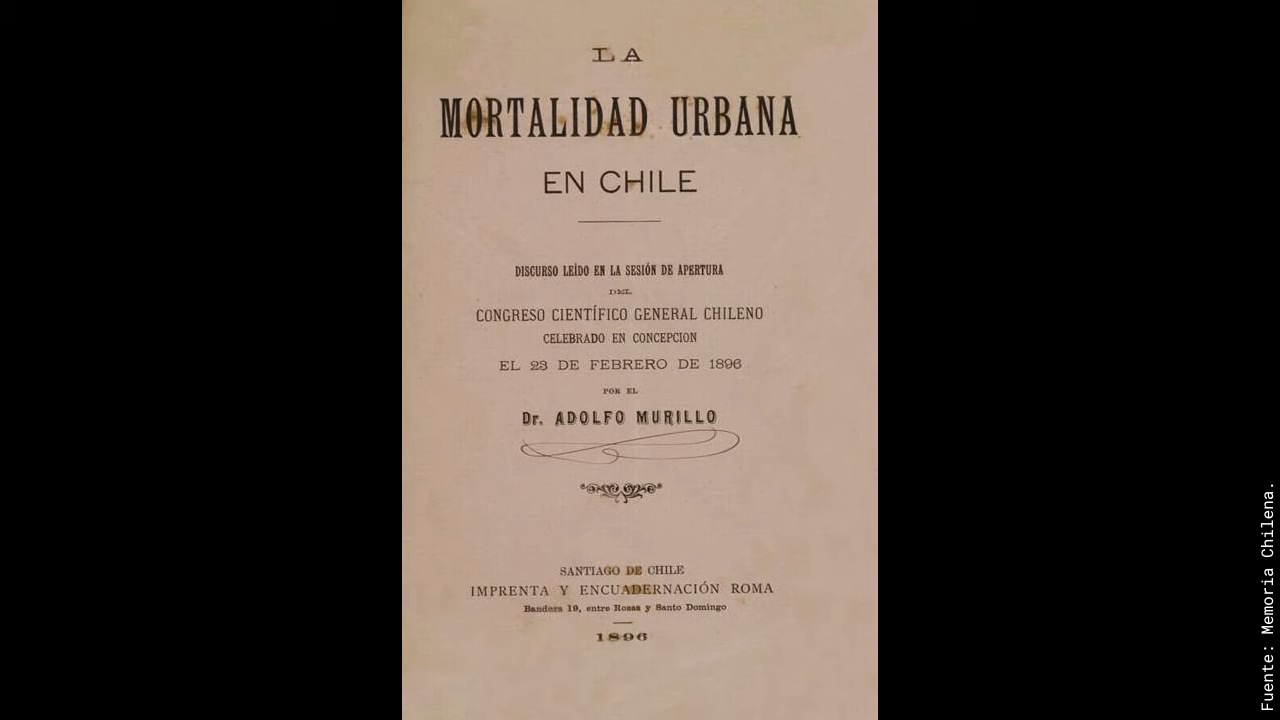 LA
MORTALIDAD URBANA
EN CHILE
DISCURSO LEÍDO EN LA SESIÓN DE APERTURA
DEL
CONGRESO CIENTÍFICO GENERAL CHILENO
CELEBRADO EN CONCEPCION
EL 23 DE FEBRERO DE 1896
POR EL
Dr. ADOLFO MURILLO
SANTIAGO DE CHILE
IMPRENTA Y ENCUADERNACIÓN ROMA
Bandera 19, entre Rosas y Santo Domingo
1896
Fuente: Memoria Chilena.